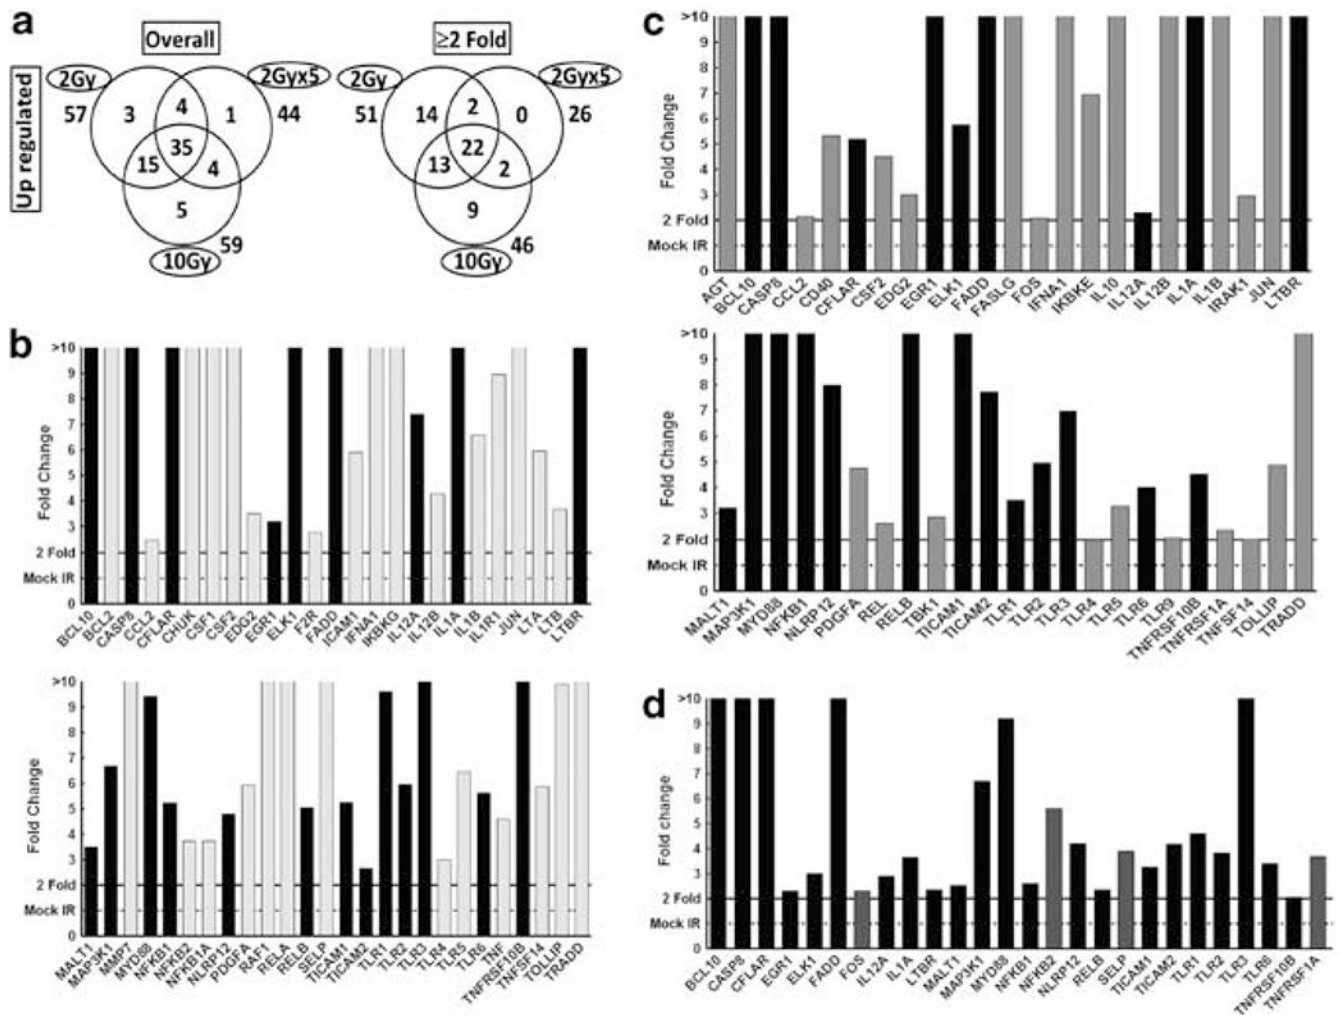 a
Overall
≥2 Fold
Up regulated
2Gy
2Gyx5
57
3
4
1
44
35
15
4
5
59
10Gy
2Gy
2Gyx5
51
14
2
0
26
22
13
2
9
46
10Gy
b
>10
9
8
7
6
5
4
3
2 Fold
Mock IR
0
Fold Change
BCL10 BCL2 CASP8 CCL2 CFLAR CHUK CSF1 CSF2 EDG2 EGR1 ELK1 F2R FADD ICAM1 IFNA1 IKBKG IL12A IL12B IL1A IL1B IL1R1 JUN LTA LTB LTBR
>10
9
8
7
6
5
4
3
2 Fold
Mock IR
0
Fold Change
MALT1 MAP3K1 MMP7 MYD88 NFKB1 NFKB2 NFKB1A NLRP12 PDGFA RAF1 RELA RELB SELP TICAM1 TICAM2 TLR1 TLR2 TLR3 TLR4 TLR5 TLR6 TNF TNFRSF10B TNFSF14 TOLLIP TRADD
c
>10
9
8
7
6
5
4
3
2 Fold
Mock IR
0
Fold Change
AGT BCL10 CASP8 CCL2 CD40 CFLAR CSF2 EDG2 EGR1 ELK1 FADD FASLG FOS IFNA1 IKBKE IL10 IL12A IL12B IL1A IL1B IRAK1 JUN LTBR
>10
9
8
7
6
5
4
3
2 Fold
Mock IR
0
Fold Change
MALT1 MAP3K1 MYD88 NFKB1 NLRP12 PDGFA REL RELB TBK1 TICAM1 TICAM2 TLR1 TLR2 TLR3 TLR4 TLR5 TLR6 TLR9 TNFRSF10B TNFRSF1A TNFSF14 TOLLIP TRADD
d
>10
9
8
7
6
5
4
3
2 Fold
Mock IR
0
Fold change
BCL10 CASP8 CFLAR EGR1 ELK1 FADD FOS IL12A IL1A LTBR MALT1 MAP3K1 MYD88 NFKB1 NFKB2 NLRP12 RELB SELP TICAM1 TICAM2 TLR1 TLR2 TLR3 TLR6 TNFRSF10B TNFRSF1A